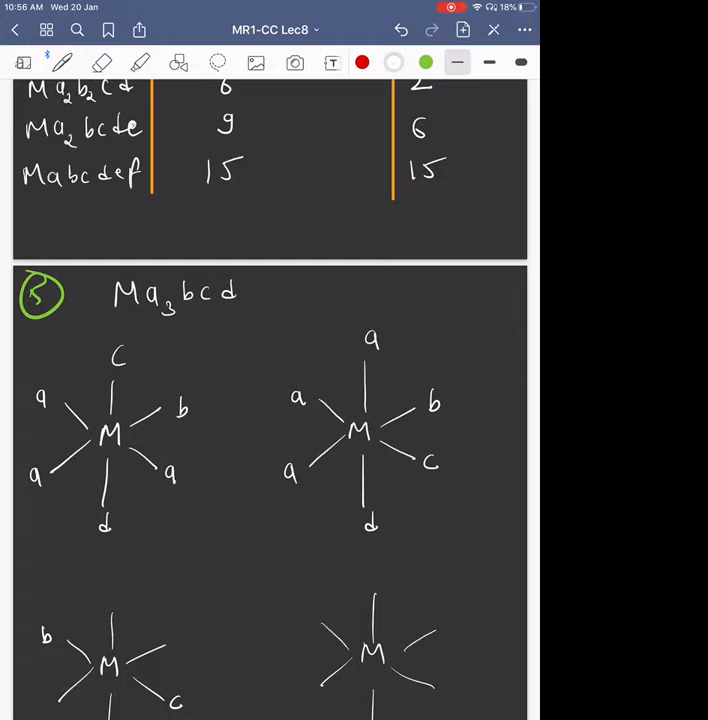 10:56 AM Wed 20 Jan 18%
MR1-CC Lec8
T
Ma2b2cd 6 2
Ma2bcde 9 6
Mabcdef 15 15
Ma3bcd
c a
a b a b
M M
a a a c
d d
b
M M
c